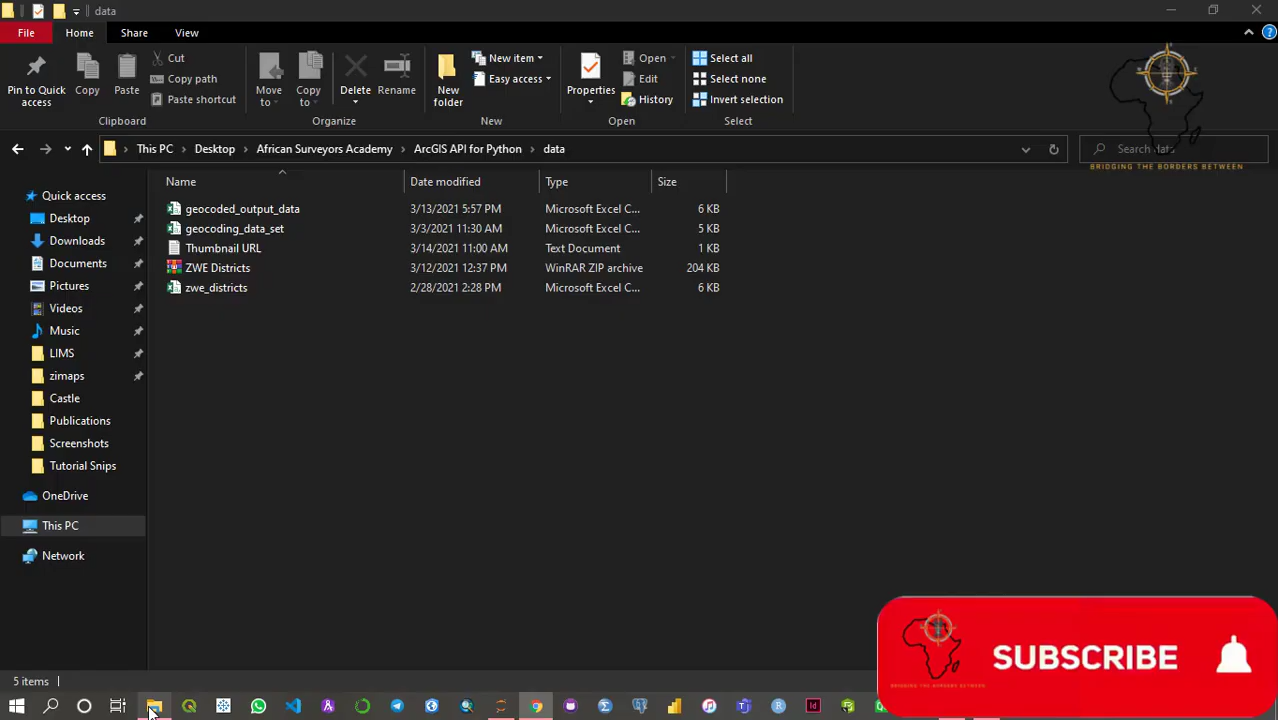 data
File Home Share View
Pin to Quick access
Copy
Paste
Cut
Copy path
Paste shortcut
Clipboard
Move to
Copy to
Delete
Rename
Organize
New folder
New item
Easy access
New
Properties
Open
Edit
History
Open
Select all
Select none
Invert selection
Select
BRIDGING THE BORDERS BETWEEN
This PC > Desktop > African Surveyors Academy > ArcGIS API for Python > data
Search data
Name Date modified Type Size
geocoded_output_data 3/13/2021 5:57 PM Microsoft Excel C... 6 KB
geocoding_data_set 3/3/2021 11:30 AM Microsoft Excel C... 5 KB
Thumbnail URL 3/14/2021 11:00 AM Text Document 1 KB
ZWE Districts 3/12/2021 12:37 PM WinRAR ZIP archive 204 KB
zwe_districts 2/28/2021 2:28 PM Microsoft Excel C... 6 KB
Quick access
Desktop
Downloads
Documents
Pictures
Videos
Music
LIMS
zimaps
Castle
Publications
Screenshots
Tutorial Snips
OneDrive
This PC
Network
SUBSCRIBE
5 items